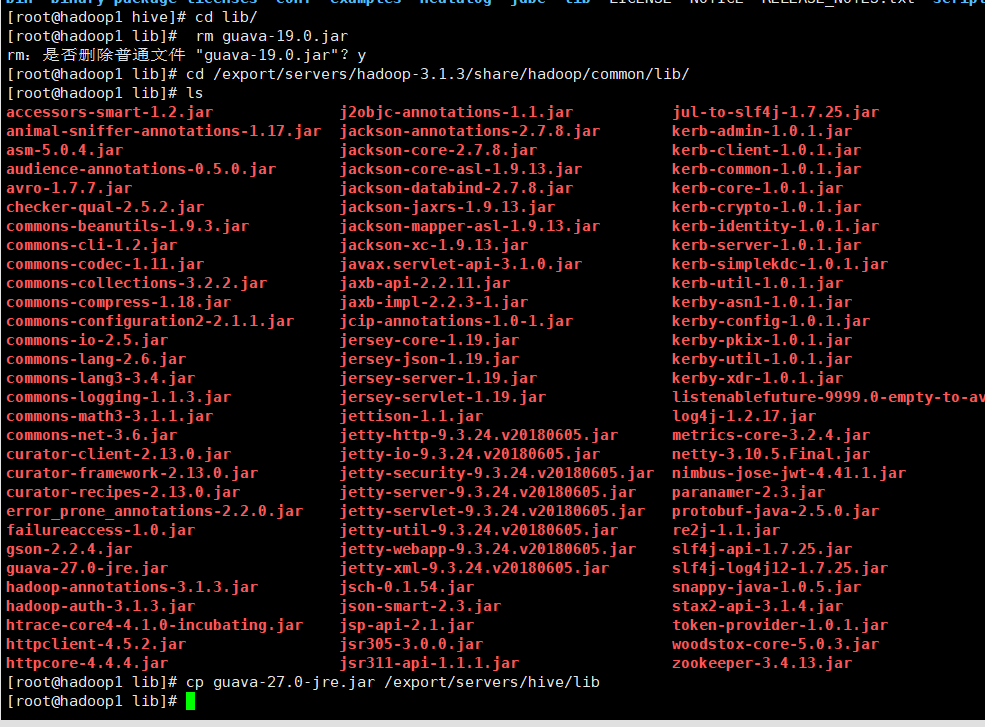 bin binary-package-licenses conf examples hcatalog jdbc lib LICENSE NOTICE RELEASE_NOTES.txt
[root@hadoop1 hive]# cd lib/
[root@hadoop1 lib]#  rm guava-19.0.jar
rm：是否删除普通文件 "guava-19.0.jar"？y
[root@hadoop1 lib]# cd /export/servers/hadoop-3.1.3/share/hadoop/common/lib/
[root@hadoop1 lib]# ls
accessors-smart-1.2.jar j2objc-annotations-1.1.jar jul-to-slf4j-1.7.25.jar
animal-sniffer-annotations-1.17.jar jackson-annotations-2.7.8.jar kerb-admin-1.0.1.jar
asm-5.0.4.jar jackson-core-2.7.8.jar kerb-client-1.0.1.jar
audience-annotations-0.5.0.jar jackson-core-asl-1.9.13.jar kerb-common-1.0.1.jar
avro-1.7.7.jar jackson-databind-2.7.8.jar kerb-core-1.0.1.jar
checker-qual-2.5.2.jar jackson-jaxrs-1.9.13.jar kerb-crypto-1.0.1.jar
commons-beanutils-1.9.3.jar jackson-mapper-asl-1.9.13.jar kerb-identity-1.0.1.jar
commons-cli-1.2.jar jackson-xc-1.9.13.jar kerb-server-1.0.1.jar
commons-codec-1.11.jar javax.servlet-api-3.1.0.jar kerb-simplekdc-1.0.1.jar
commons-collections-3.2.2.jar jaxb-api-2.2.11.jar kerb-util-1.0.1.jar
commons-compress-1.18.jar jaxb-impl-2.2.3-1.jar kerby-asn1-1.0.1.jar
commons-configuration2-2.1.1.jar jcip-annotations-1.0-1.jar kerby-config-1.0.1.jar
commons-io-2.5.jar jersey-core-1.19.jar kerby-pkix-1.0.1.jar
commons-lang-2.6.jar jersey-json-1.19.jar kerby-util-1.0.1.jar
commons-lang3-3.4.jar jersey-server-1.19.jar kerby-xdr-1.0.1.jar
commons-logging-1.1.3.jar jersey-servlet-1.19.jar listenablefuture-9999.0-empty-to-av
commons-math3-3.1.1.jar jettison-1.1.jar log4j-1.2.17.jar
commons-net-3.6.jar jetty-http-9.3.24.v20180605.jar metrics-core-3.2.4.jar
curator-client-2.13.0.jar jetty-io-9.3.24.v20180605.jar netty-3.10.5.Final.jar
curator-framework-2.13.0.jar jetty-security-9.3.24.v20180605.jar nimbus-jose-jwt-4.41.1.jar
curator-recipes-2.13.0.jar jetty-server-9.3.24.v20180605.jar paranamer-2.3.jar
error_prone_annotations-2.2.0.jar jetty-servlet-9.3.24.v20180605.jar protobuf-java-2.5.0.jar
failureaccess-1.0.jar jetty-util-9.3.24.v20180605.jar re2j-1.1.jar
gson-2.2.4.jar jetty-webapp-9.3.24.v20180605.jar slf4j-api-1.7.25.jar
guava-27.0-jre.jar jetty-xml-9.3.24.v20180605.jar slf4j-log4j12-1.7.25.jar
hadoop-annotations-3.1.3.jar jsch-0.1.54.jar snappy-java-1.0.5.jar
hadoop-auth-3.1.3.jar json-smart-2.3.jar stax2-api-3.1.4.jar
htrace-core4-4.1.0-incubating.jar jsp-api-2.1.jar token-provider-1.0.1.jar
httpclient-4.5.2.jar jsr305-3.0.0.jar woodstox-core-5.0.3.jar
httpcore-4.4.4.jar jsr311-api-1.1.1.jar zookeeper-3.4.13.jar
[root@hadoop1 lib]# cp guava-27.0-jre.jar /export/servers/hive/lib
[root@hadoop1 lib]#